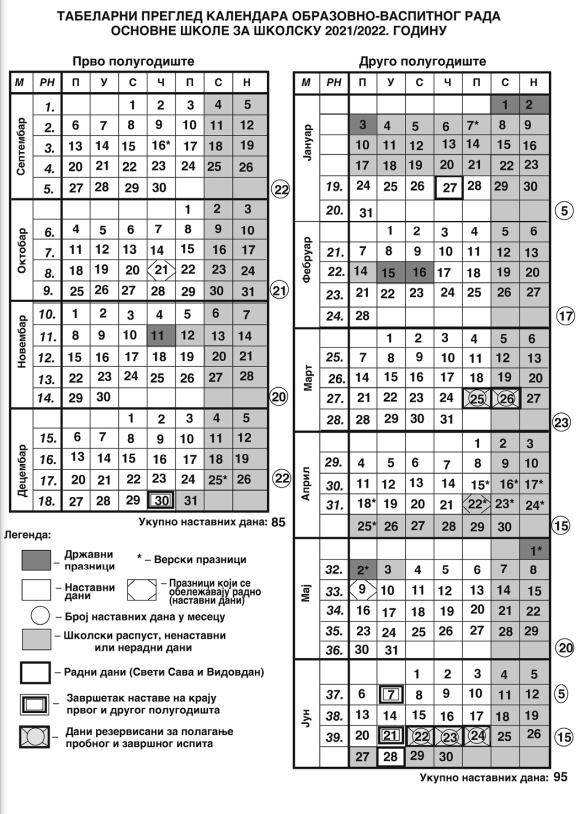 ТАБЕЛАРНИ ПРЕГЛЕД КАЛЕНДАРА ОБРАЗОВНО-ВАСПИТНОГ РАДА
ОСНОВНЕ ШКОЛЕ ЗА ШКОЛСКУ 2021/2022. ГОДИНУ
Прво полугодиште
М РН П У С Ч П С Н
Септембар
1. 1 2 3 4 5
2. 6 7 8 9 10 11 12
3. 13 14 15 16* 17 18 19
4. 20 21 22 23 24 25 26
5. 27 28 29 30 22
Октобар
1 2 3
6. 4 5 6 7 8 9 10
7. 11 12 13 14 15 16 17
8. 18 19 20 21 22 23 24
9. 25 26 27 28 29 30 31 21
Новембар
10. 1 2 3 4 5 6 7
11. 8 9 10 11 12 13 14
12. 15 16 17 18 19 20 21
13. 22 23 24 25 26 27 28
14. 29 30 20
Децембар
1 2 3 4 5
15. 6 7 8 9 10 11 12
16. 13 14 15 16 17 18 19
17. 20 21 22 23 24 25* 26 22
18. 27 28 29 30 31
Укупно наставних дана: 85
Легенда:
Државни
празници
* – Верски празници
– Наставни
дани
– Празници који се
обележавају радно
(наставни дани)
– Број наставних дана у месецу
– Школски распуст, ненаставни
или нерадни дани
– Радни дани (Свети Сава и Видовдан)
– Завршетак наставе на крају
првог и другог полугодишта
– Дани резервисани за полагање
пробног и завршног испита
Друго полугодиште
М РН П У С Ч П С Н
Јануар
1 2
3 4 5 6 7* 8 9
10 11 12 13 14 15 16
17 18 19 20 21 22 23
19. 24 25 26 27 28 29 30
20. 31 5
Фебруар
1 2 3 4 5 6
21. 7 8 9 10 11 12 13
22. 14 15 16 17 18 19 20
23. 21 22 23 24 25 26 27
24. 28 17
Март
1 2 3 4 5 6
25. 7 8 9 10 11 12 13
26. 14 15 16 17 18 19 20
27. 21 22 23 24 25 26 27
28. 28 29 30 31 23
Април
1 2 3
29. 4 5 6 7 8 9 10
30. 11 12 13 14 15* 16* 17*
31. 18* 19 20 21 22* 23* 24*
25* 26 27 28 29 30 15
Мај
1*
32. 2* 3 4 5 6 7 8
33. 9 10 11 12 13 14 15
34. 16 17 18 19 20 21 22
35. 23 24 25 26 27 28 29
36. 30 31 20
Јун
1 2 3 4 5
37. 6 7 8 9 10 11 12 5
38. 13 14 15 16 17 18 19
39. 20 21 22 23 24 25 26 15
27 28 29 30
Укупно наставних дана: 95